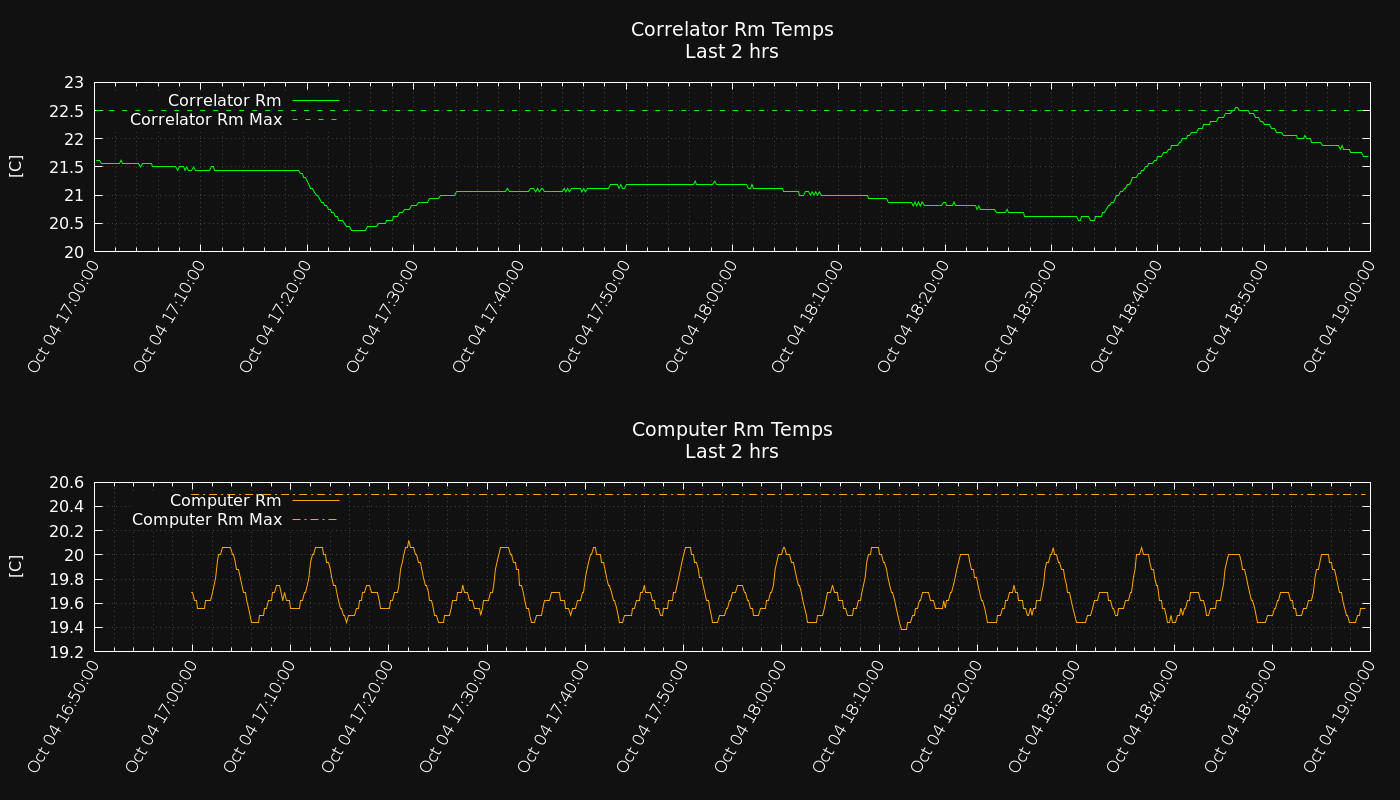 Correlator Rm Temps
Last 2 hrs
23
22.5
22
21.5
21
20.5
20
[C]
Correlator Rm
Correlator Rm Max
Oct 04 17:00:00
Oct 04 17:10:00
Oct 04 17:20:00
Oct 04 17:30:00
Oct 04 17:40:00
Oct 04 17:50:00
Oct 04 18:00:00
Oct 04 18:10:00
Oct 04 18:20:00
Oct 04 18:30:00
Oct 04 18:40:00
Oct 04 18:50:00
Oct 04 19:00:00
Computer Rm Temps
Last 2 hrs
20.6
20.4
20.2
20
19.8
19.6
19.4
19.2
[C]
Computer Rm
Computer Rm Max
Oct 04 16:50:00
Oct 04 17:00:00
Oct 04 17:10:00
Oct 04 17:20:00
Oct 04 17:30:00
Oct 04 17:40:00
Oct 04 17:50:00
Oct 04 18:00:00
Oct 04 18:10:00
Oct 04 18:20:00
Oct 04 18:30:00
Oct 04 18:40:00
Oct 04 18:50:00
Oct 04 19:00:00